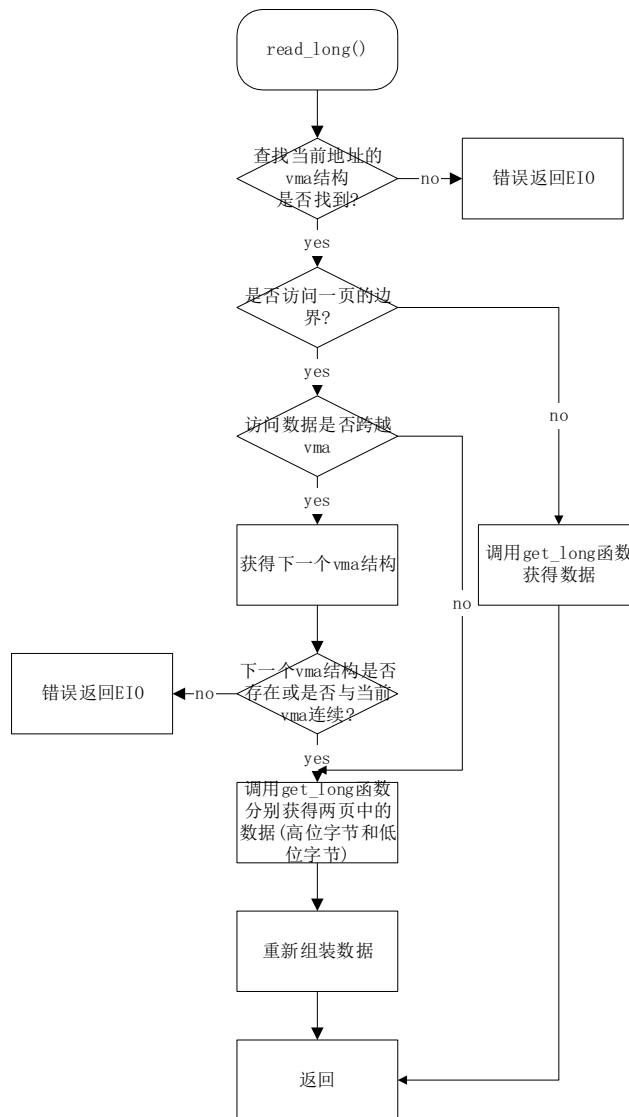 read_long()
查找当前地址的
vma结构
是否找到?
no
错误返回EIO
yes
是否访问一页的边
界?
yes
no
访问数据是否跨越
vma
yes
获得下一个vma结构
调用get_long函数
获得数据
no
下一个vma结构是否
存在或是否与当前
vma连续?
no
错误返回EIO
yes
调用get_long函数
分别获得两页中的
数据(高位字节和低
位字节)
重新组装数据
返回